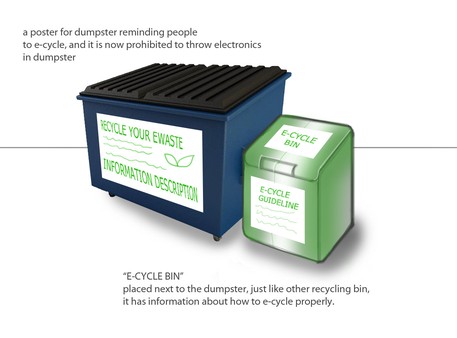 a poster for dumpster reminding people
to e-cycle, and it is now prohibited to throw electronics
in dumpster
RECYCLE YOUR EWASTE
INFORMATION DESCRIPTION
E-CYCLE
BIN
E-CYCLE
GUIDELINE
“E-CYCLE BIN”
placed next to the dumpster, just like other recycling bin,
it has information about how to e-cycle properly.